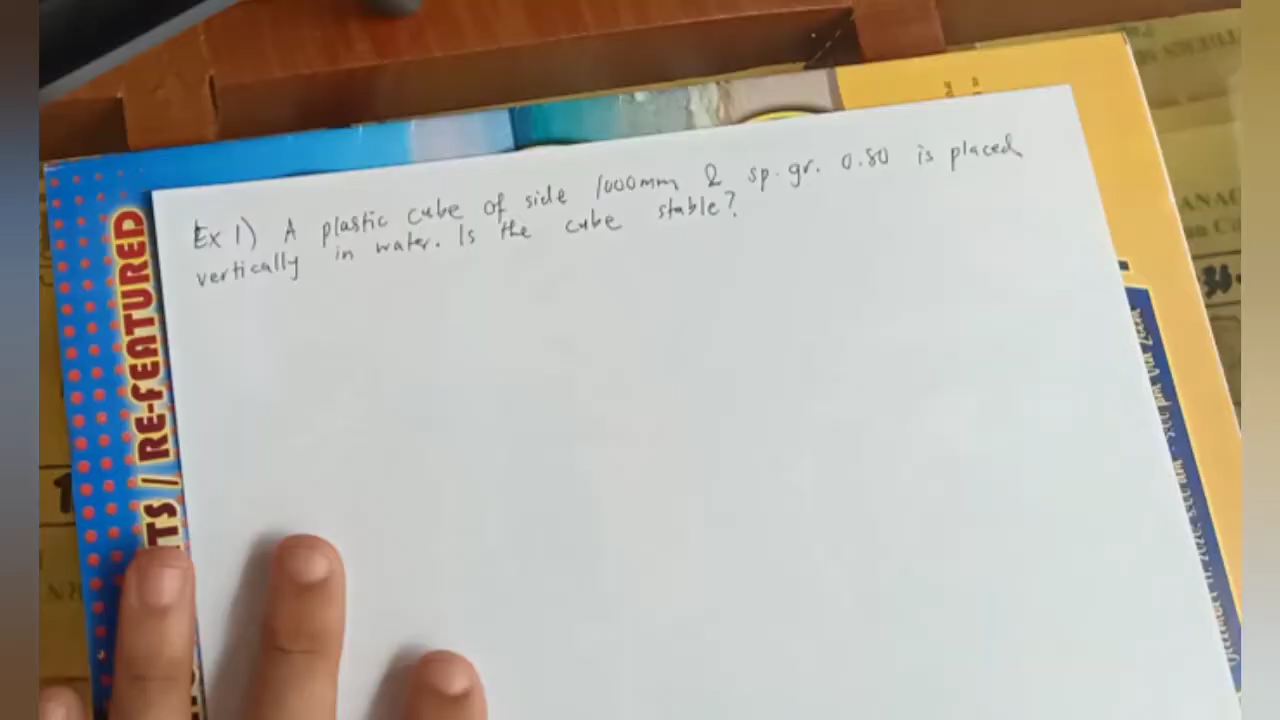 Ex 1) A plastic cube of side 1000mm & sp.gr. 0.80 is placed
vertically in water. Is the cube stable?
TTS / RE-FEATURED